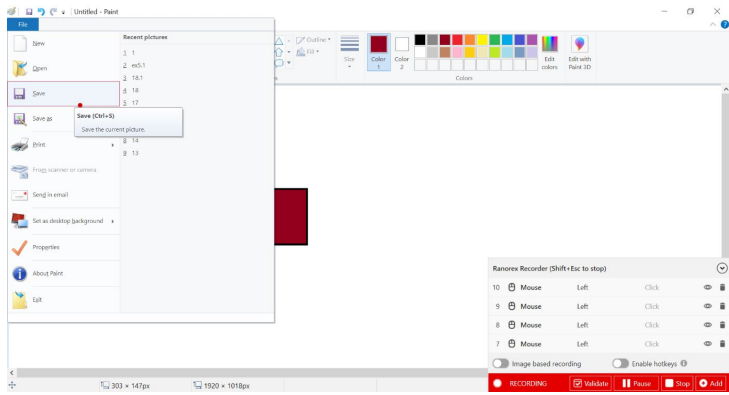 Untitled - Paint
File
New
Open
Save
Save as
Print
From scanner or camera
Send in email
Set as desktop background
Properties
About Paint
Exit
Recent pictures
1 1
2 ex5.1
3 18.1
4 18
5 17
8 14
9 13
Save (Ctrl+S)
Save the current picture.
Outline
Fill
Size
Color 1
Color 2
Edit colors
Edit with Paint 3D
Colors
Ranorex Recorder (Shift+Esc to stop)
10 Mouse Left Click
9 Mouse Left Click
8 Mouse Left Click
7 Mouse Left Click
Image based recording
Enable hotkeys
RECORDING Validate Pause Stop Add
303 × 147px
1920 × 1018px